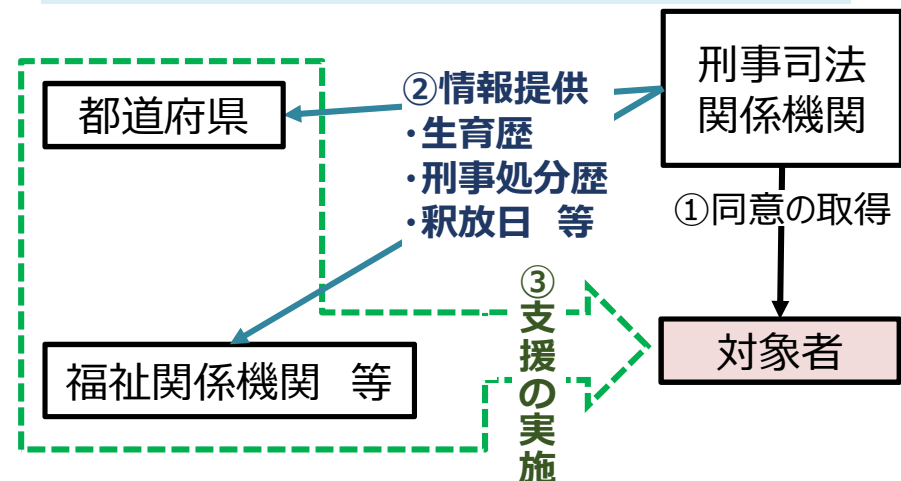 刑事司法
関係機関
都道府県
②情報提供
・生育歴
・刑事処分歴
・釈放日　等
①同意の取得
③支援の実施
対象者
福祉関係機関　等